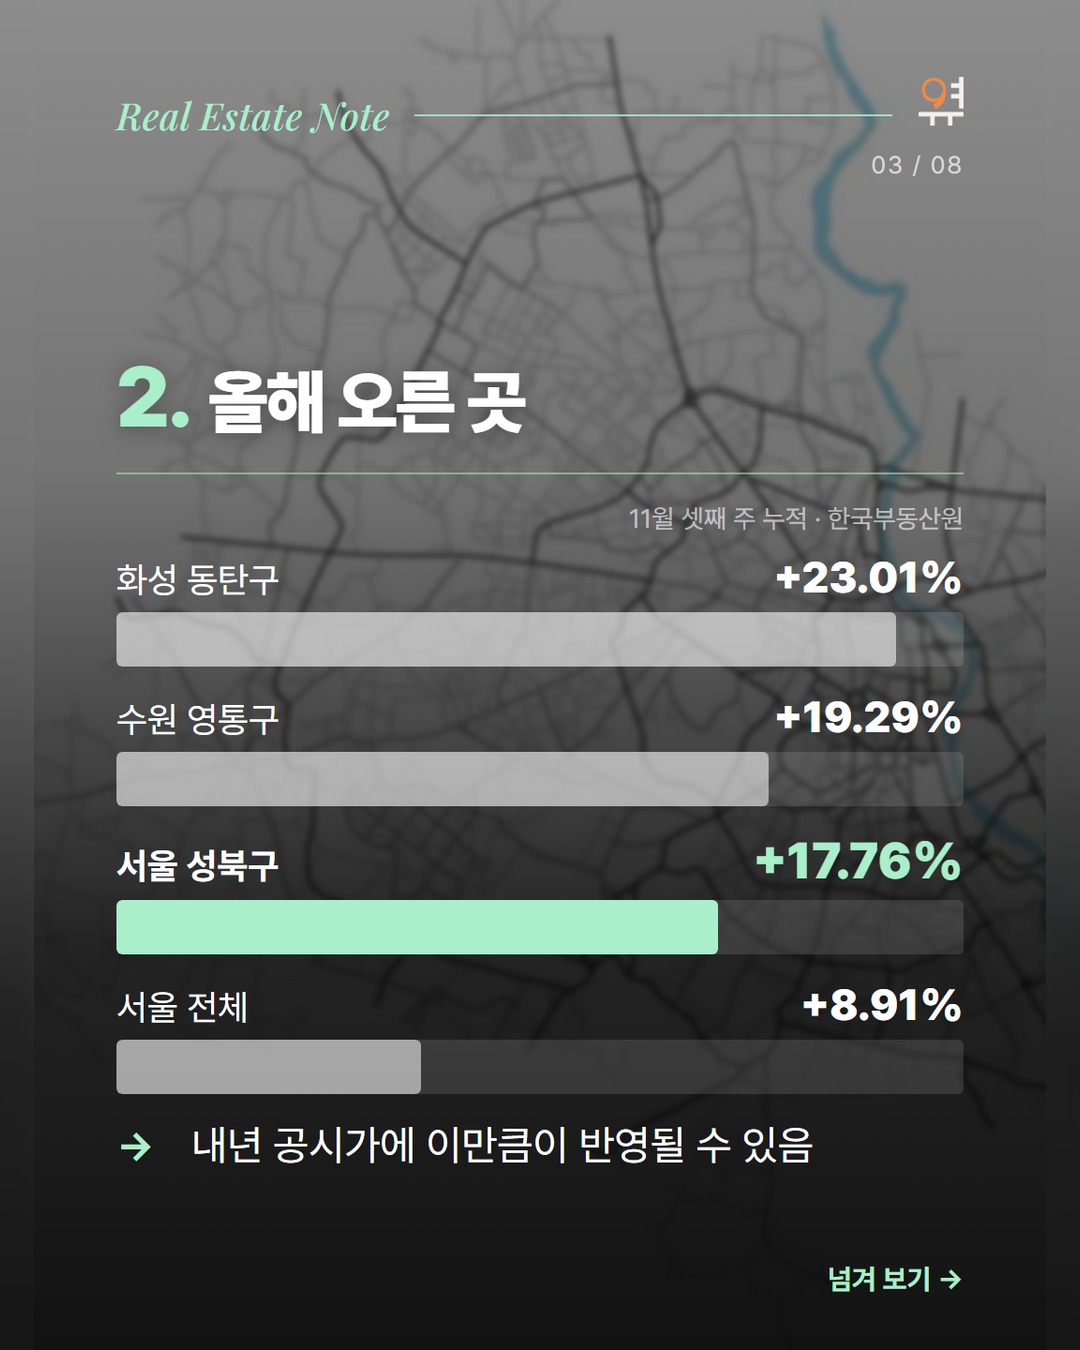 Real Estate Note
03 / 08
2. 올해 오른 곳
11월 셋째 주 누적 · 한국부동산원
화성 동탄구 +23.01%
수원 영통구 +19.29%
서울 성북구 +17.76%
서울 전체 +8.91%
→ 내년 공시가에 이만큼이 반영될 수 있음
넘겨 보기 →